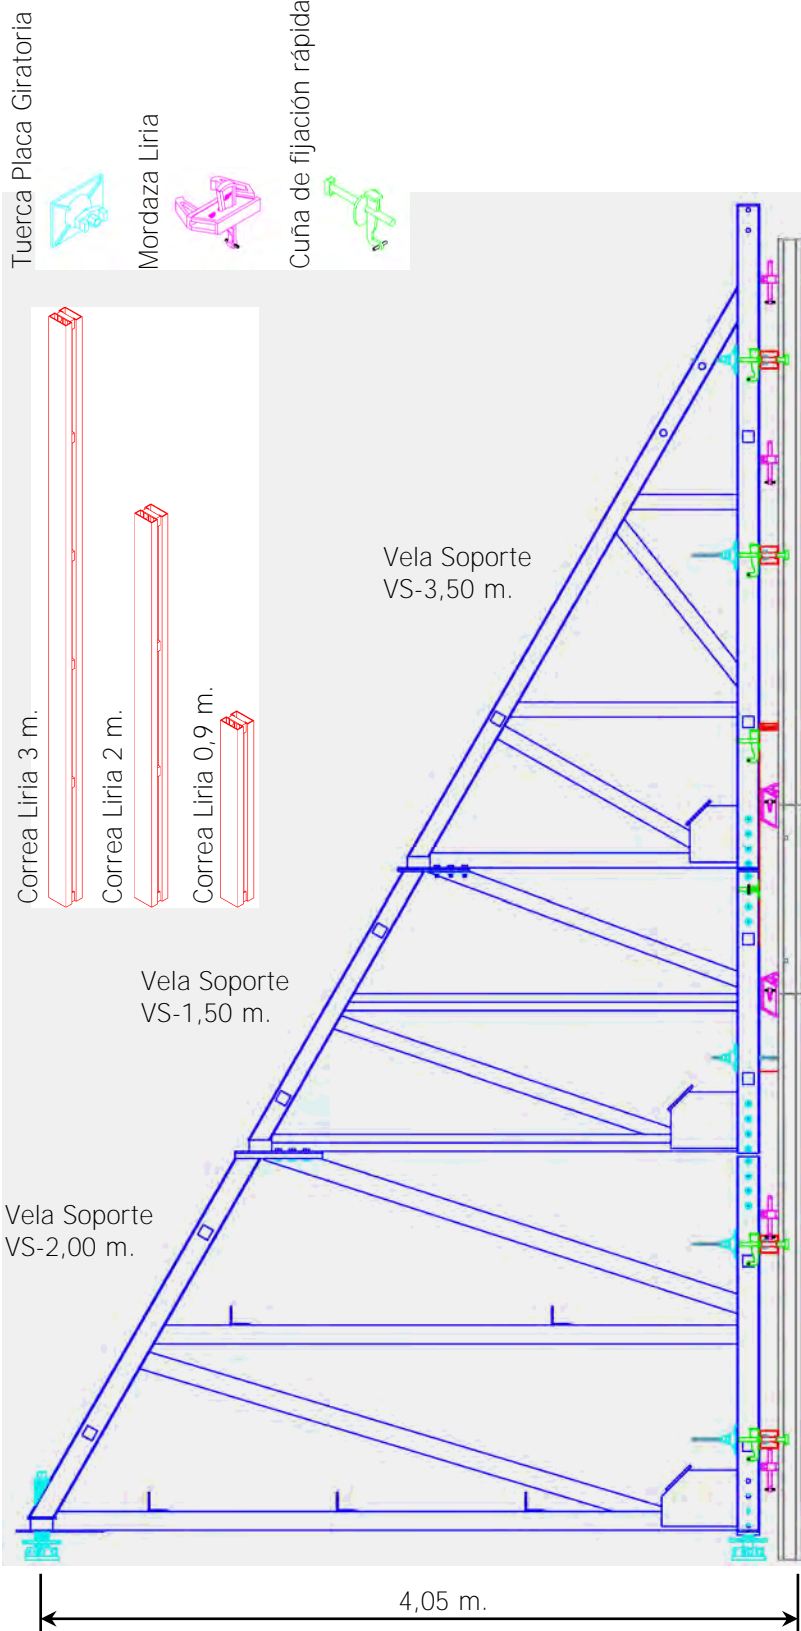 Tuerca Placa Giratoria
Mordaza Liria
Cuña de fijación rápida
Correa Liria 3 m.
Correa Liria 2 m.
Correa Liria 0,9 m.
Vela Soporte
VS-3,50 m.
Vela Soporte
VS-1,50 m.
Vela Soporte
VS-2,00 m.
4,05 m.